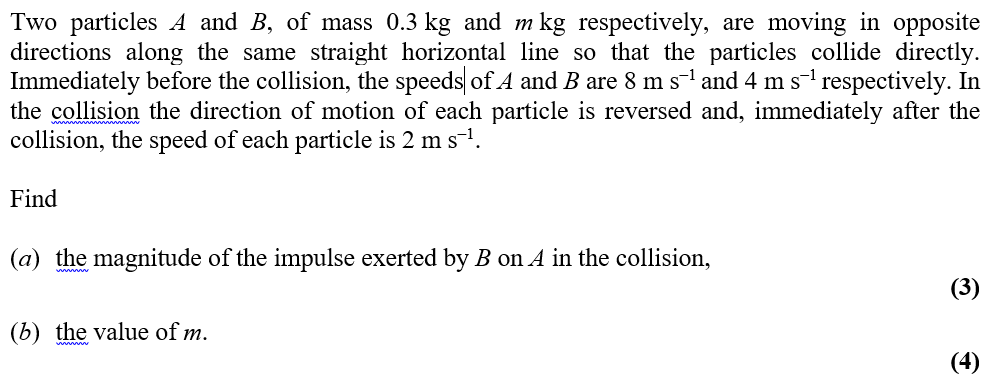 Two particles A and B, of mass 0.3 kg and m kg respectively, are moving in opposite
directions along the same straight horizontal line so that the particles collide directly.
Immediately before the collision, the speeds of A and B are 8 m s⁻¹ and 4 m s⁻¹ respectively. In
the collision the direction of motion of each particle is reversed and, immediately after the
collision, the speed of each particle is 2 m s⁻¹.
Find
(a) the magnitude of the impulse exerted by B on A in the collision,
(3)
(b) the value of m.
(4)